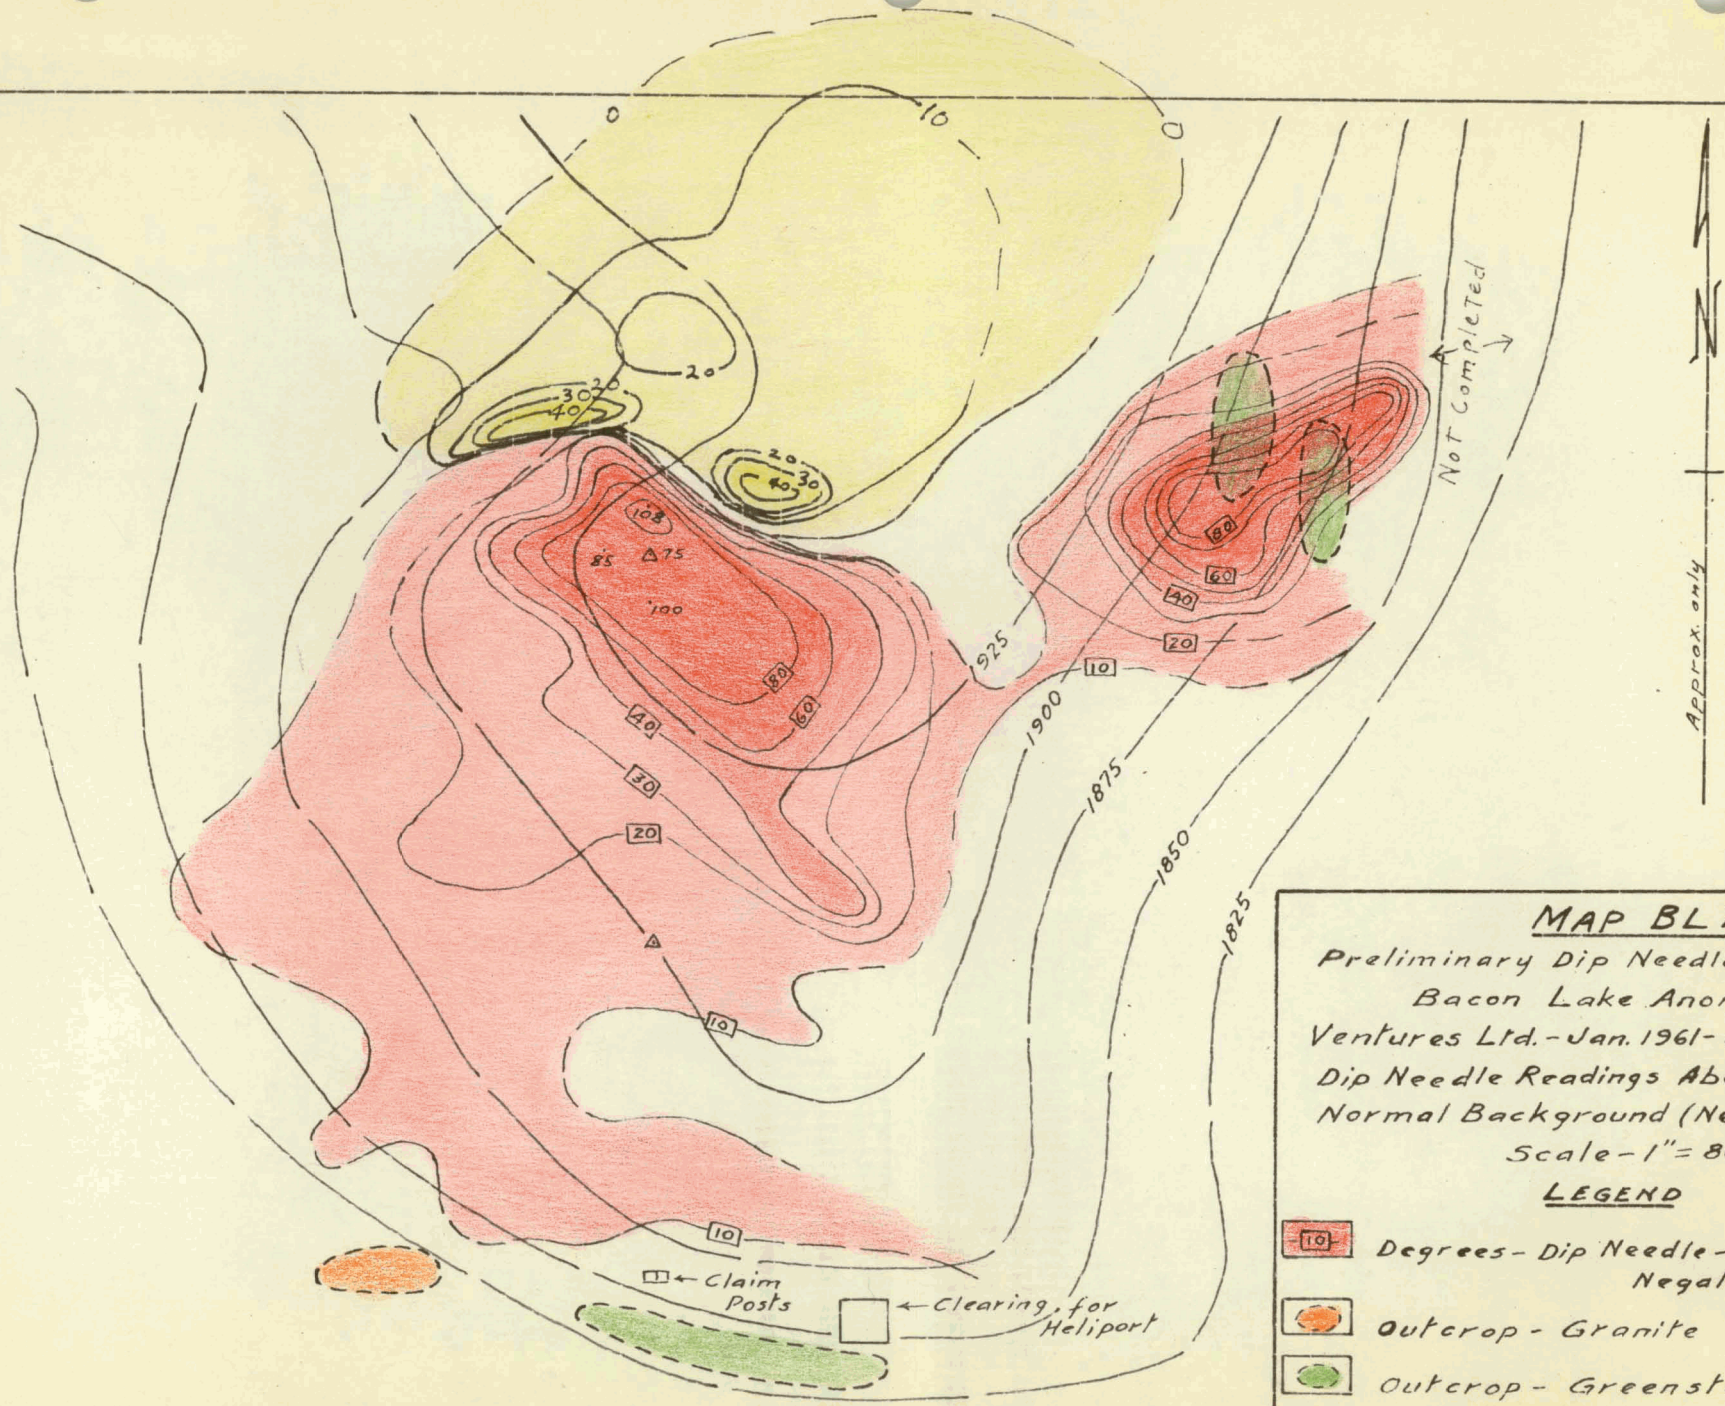 0
10
0
20
30
20
40
20
30
40
108
85
75
100
80
60
40
30
20
10
10
80
60
40
20
10
925
1900
1875
1850
1825
Not Completed
Approx. only
N
Claim
Posts
Clearing for
Heliport
MAP BL
Preliminary Dip Needle
Bacon Lake Anom
Ventures Ltd. - Jan. 1961 -
Dip Needle Readings Ab
Normal Background (Ne
Scale - 1" = 8
LEGEND
10 Degrees - Dip Needle -
Negat
Outcrop - Granite
Outcrop - Greenst